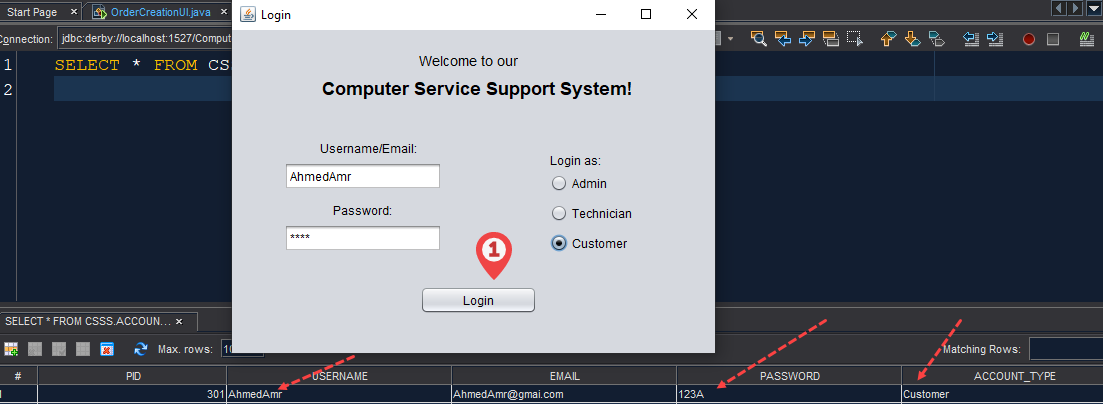 Start Page × OrderCreationUI.java ×
Connection: jdbc:derby://localhost:1527/Comput
1 SELECT * FROM CS
2
Login
Welcome to our
Computer Service Support System!
Username/Email:
AhmedAmr
Password:
****
Login as:
Admin
Technician
Customer
1
Login
SELECT * FROM CSSS.ACCOUN... ×
Max. rows: 10
Matching Rows:
# PID USERNAME EMAIL PASSWORD ACCOUNT_TYPE
1 301 AhmedAmr AhmedAmr@gmai.com 123A Customer